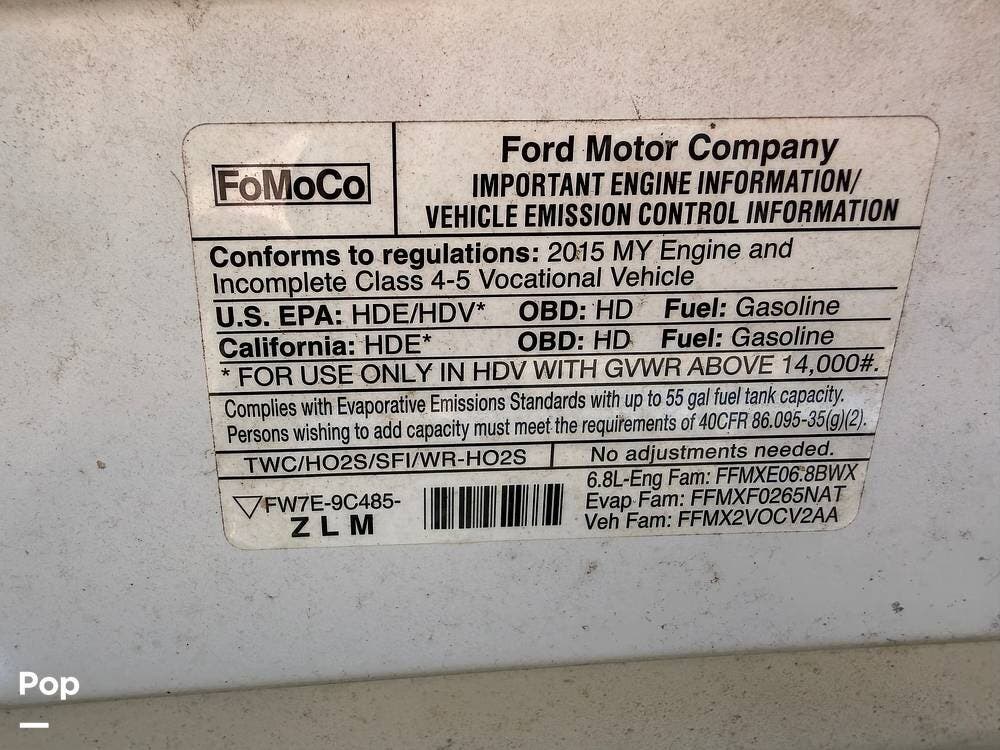 FoMoCo
Ford Motor Company
IMPORTANT ENGINE INFORMATION/
VEHICLE EMISSION CONTROL INFORMATION
Conforms to regulations: 2015 MY Engine and
Incomplete Class 4-5 Vocational Vehicle
U.S. EPA: HDE/HDV* OBD: HD Fuel: Gasoline
California: HDE* OBD: HD Fuel: Gasoline
* FOR USE ONLY IN HDV WITH GVWR ABOVE 14,000#.
Complies with Evaporative Emissions Standards with up to 55 gal fuel tank capacity.
Persons wishing to add capacity must meet the requirements of 40CFR 86.095-35(g)(2).
TWC/HO2S/SFI/WR-HO2S No adjustments needed.
FW7E-9C485-
Z L M
6.8L-Eng Fam: FFMXE06.8BWX
Evap Fam: FFMXF0265NAT
Veh Fam: FFMX2VOCV2AA
Pop